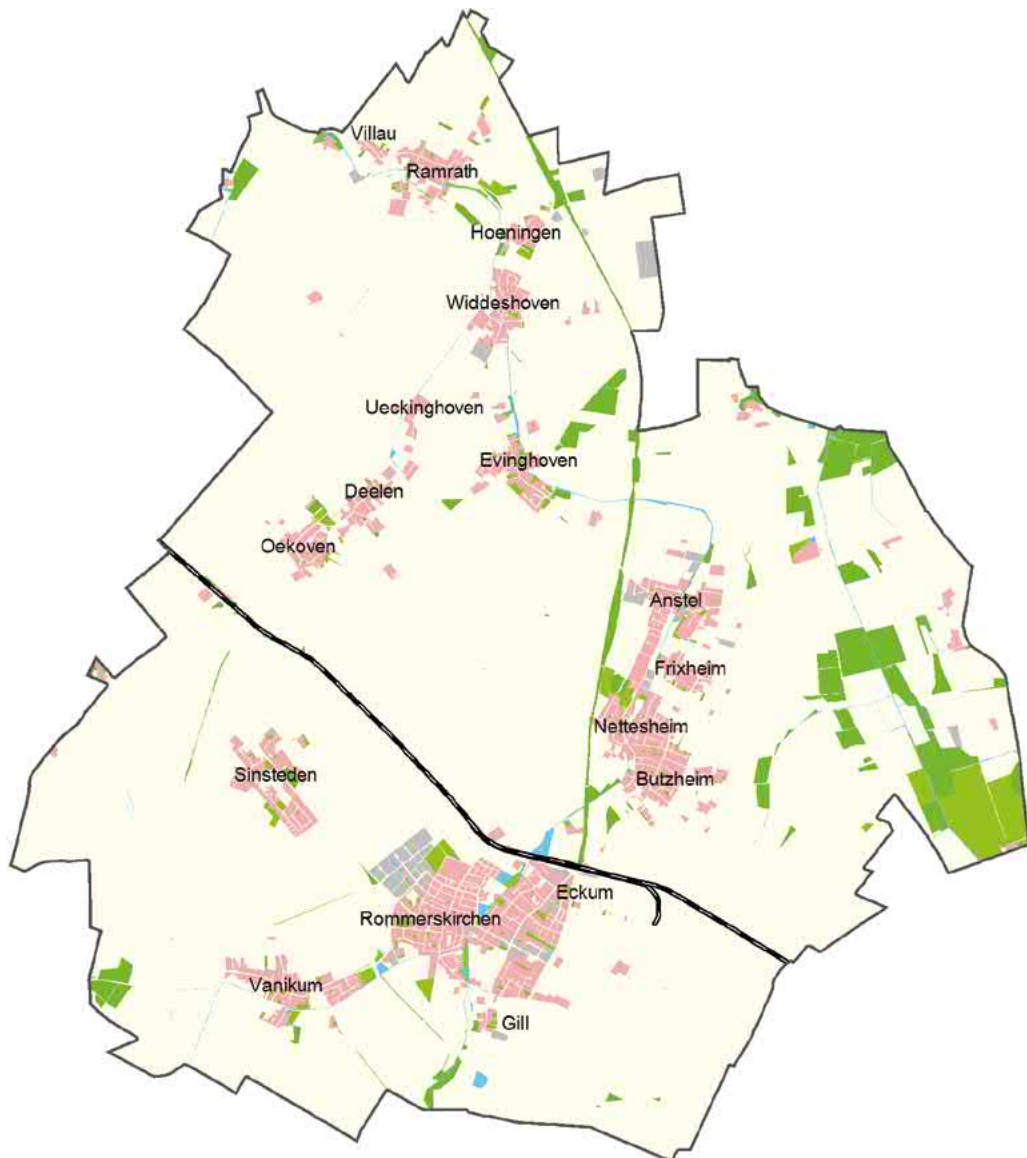 Villau
Ramrath
Hoeningen
Widdeshoven
Ueckinghoven
Evinghoven
Deelen
Oekoven
Anstel
Frixheim
Nettesheim
Sinsteden
Butzheim
Eckum
Rommerskirchen
Vanikum
Gill